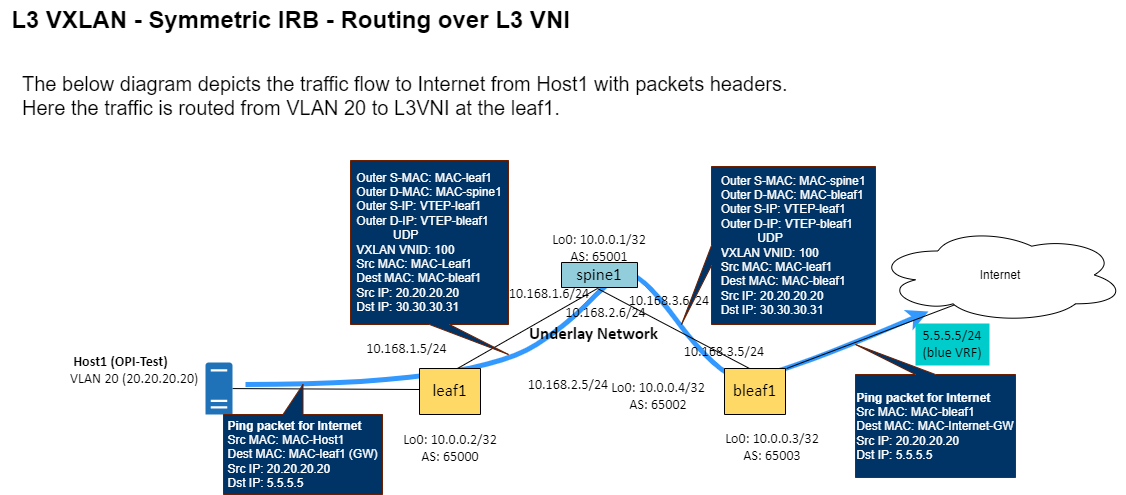 L3 VXLAN - Symmetric IRB - Routing over L3 VNI
The below diagram depicts the traffic flow to Internet from Host1 with packets headers.
Here the traffic is routed from VLAN 20 to L3VNI at the leaf1.
Outer S-MAC: MAC-leaf1
Outer D-MAC: MAC-spine1
Outer S-IP: VTEP-leaf1
Outer D-IP: VTEP-bleaf1
UDP
VXLAN VNID: 100
Src MAC: MAC-Leaf1
Dest MAC: MAC-bleaf1
Src IP: 20.20.20.20
Dst IP: 30.30.30.31
Outer S-MAC: MAC-spine1
Outer D-MAC: MAC-bleaf1
Outer S-IP: VTEP-leaf1
Outer D-IP: VTEP-bleaf1
UDP
VXLAN VNID: 100
Src MAC: MAC-leaf1
Dest MAC: MAC-bleaf1
Src IP: 20.20.20.20
Dst IP: 30.30.30.31
Lo0: 10.0.0.1/32
AS: 65001
spine1
10.168.1.6/24
10.168.2.6/24
10.168.3.6/24
Underlay Network
Internet
5.5.5.5/24
(blue VRF)
10.168.1.5/24
10.168.3.5/24
Host1 (OPI-Test)
VLAN 20 (20.20.20.20)
leaf1
10.168.2.5/24
Lo0: 10.0.0.4/32
AS: 65002
bleaf1
Lo0: 10.0.0.2/32
AS: 65000
Lo0: 10.0.0.3/32
AS: 65003
Ping packet for Internet
Src MAC: MAC-Host1
Dest MAC: MAC-leaf1 (GW)
Src IP: 20.20.20.20
Dst IP: 5.5.5.5
Ping packet for Internet
Src MAC: MAC-bleaf1
Dest MAC: MAC-Internet-GW
Src IP: 20.20.20.20
Dst IP: 5.5.5.5